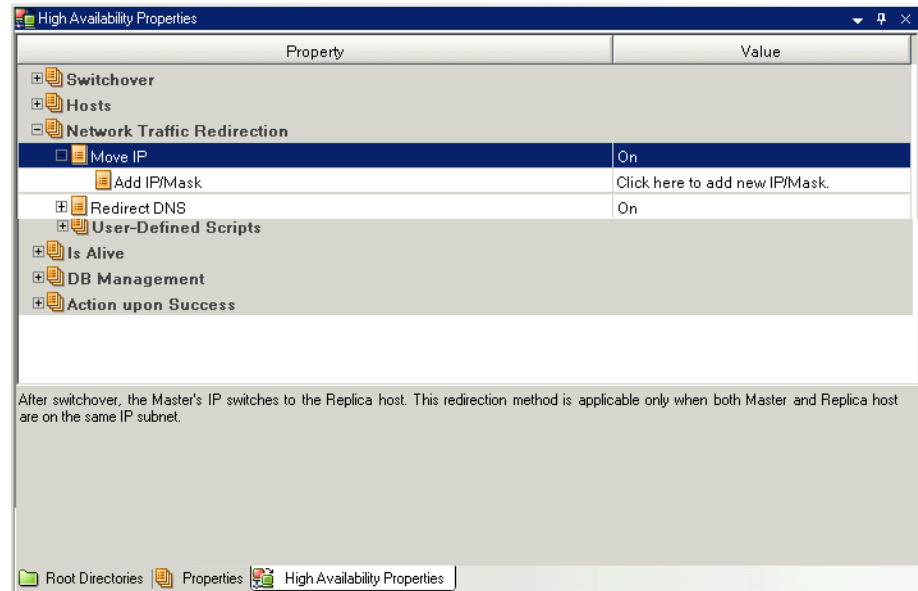 High Availability Properties
Property Value
Switchover
Hosts
Network Traffic Redirection
Move IP On
Add IP/Mask Click here to add new IP/Mask.
Redirect DNS On
User-Defined Scripts
Is Alive
DB Management
Action upon Success
After switchover, the Master's IP switches to the Replica host. This redirection method is applicable only when both Master and Replica host
are on the same IP subnet.
Root Directories Properties High Availability Properties